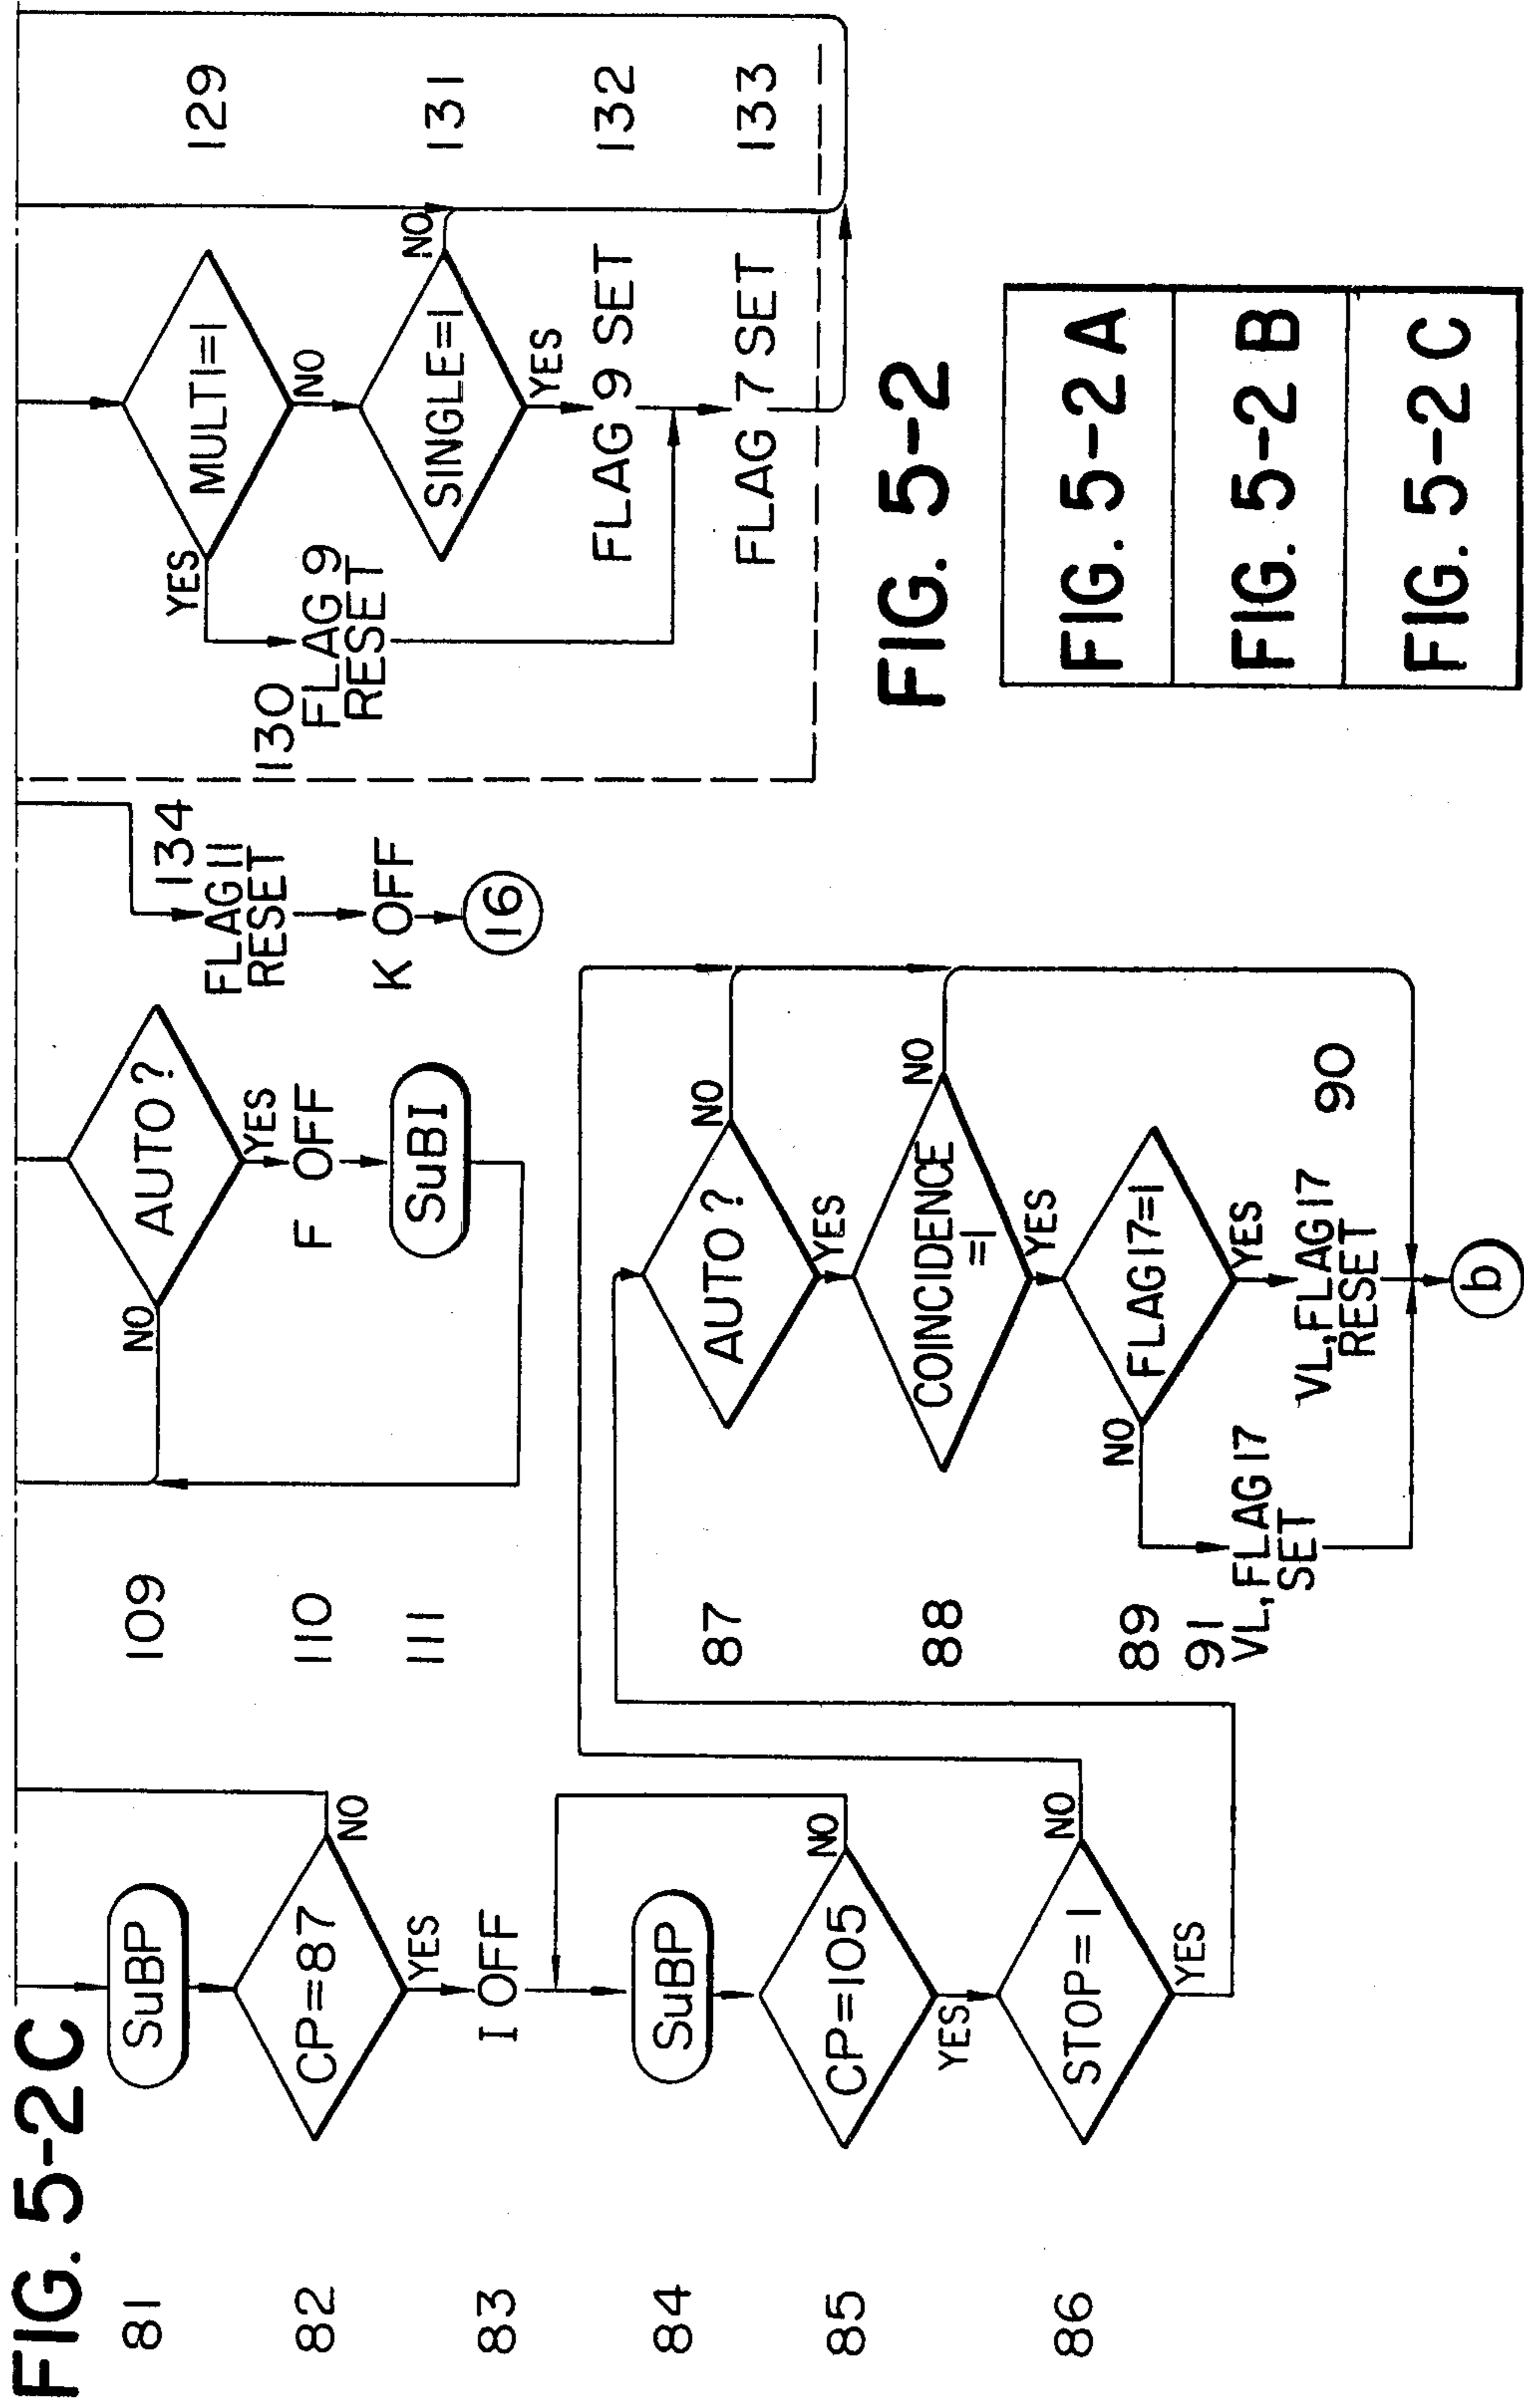 FIG. 5-2C
81
SuBP
82
CP=87
NO
YES
83
I OFF
84
SuBP
85
CP=105
NO
YES
86
STOP=1
NO
YES
109
AUTO?
NO
YES
110
F OFF
111
SuBI
134
FLAG11
RESET
K OFF
16
87
AUTO?
NO
YES
88
COINCIDENCE
=1
NO
YES
89
FLAG17=1
NO
YES
91
VL,FLAG17
SET
VL,FLAG17
RESET
90
b
129
MULTI=1
YES
NO
130
FLAG 9
RESET
131
SINGLE=1
NO
YES
FLAG 9 SET
132
FLAG 7 SET
133
FIG. 5-2
FIG. 5-2 A
FIG. 5-2 B
FIG. 5-2 C